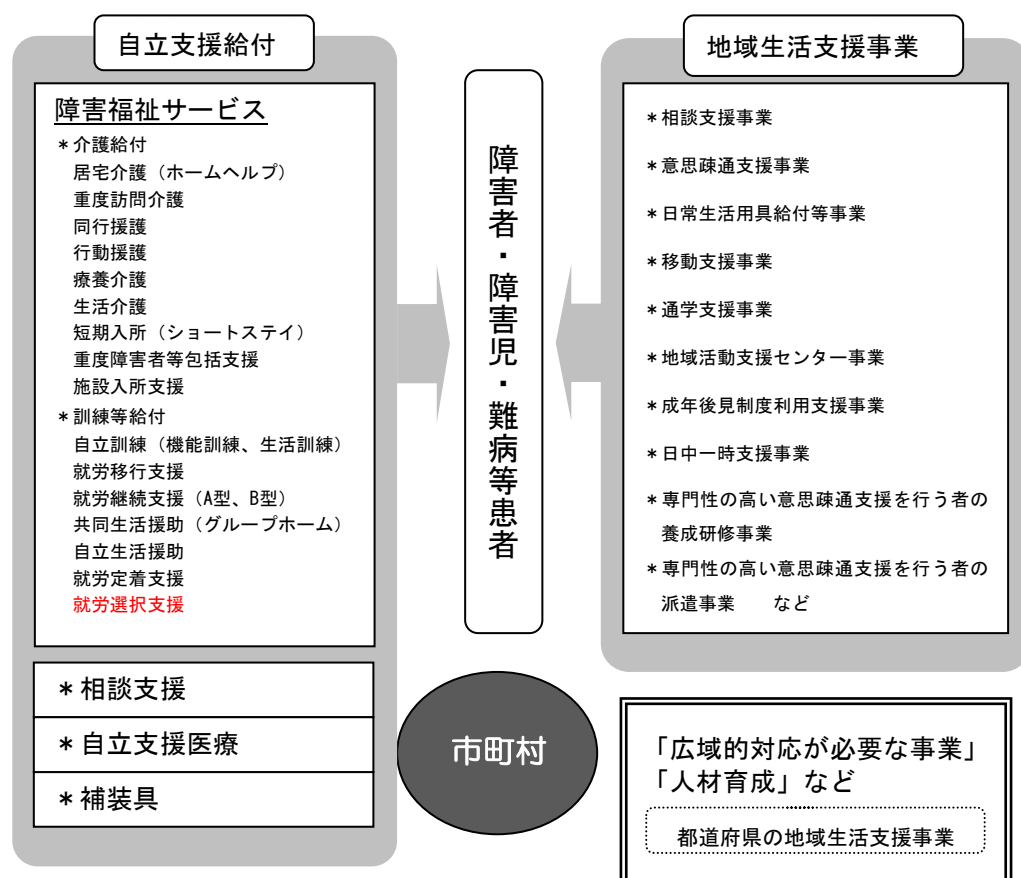 自立支援給付
障害福祉サービス
＊介護給付
居宅介護（ホームヘルプ）
重度訪問介護
同行援護
行動援護
療養介護
生活介護
短期入所（ショートステイ）
重度障害者等包括支援
施設入所支援
＊訓練等給付
自立訓練（機能訓練、生活訓練）
就労移行支援
就労継続支援（A型、B型）
共同生活援助（グループホーム）
自立生活援助
就労定着支援
就労選択支援
＊相談支援
＊自立支援医療
＊補装具
障害者・障害児・難病等患者
市町村
地域生活支援事業
＊相談支援事業
＊意思疎通支援事業
＊日常生活用具給付等事業
＊移動支援事業
＊通学支援事業
＊地域活動支援センター事業
＊成年後見制度利用支援事業
＊日中一時支援事業
＊専門性の高い意思疎通支援を行う者の
養成研修事業
＊専門性の高い意思疎通支援を行う者の
派遣事業　　など
「広域的対応が必要な事業」
「人材育成」など
都道府県の地域生活支援事業